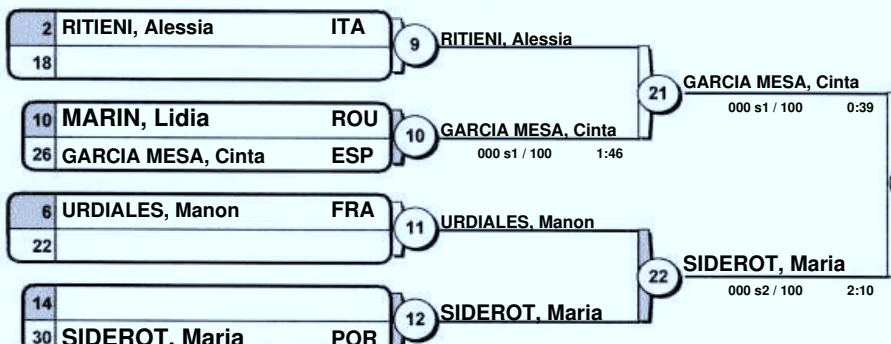 2 RITIENI, Alessia ITA
18
9
RITIENI, Alessia
10 MARIN, Lidia ROU
26 GARCIA MESA, Cinta ESP
10
GARCIA MESA, Cinta
000 s1 / 100 1:46
21
GARCIA MESA, Cinta
000 s1 / 100 0:39
6 URDIALES, Manon FRA
22
11
URDIALES, Manon
14
30 SIDEROT, Maria POR
12
SIDEROT, Maria
22
SIDEROT, Maria
000 s2 / 100 2:10